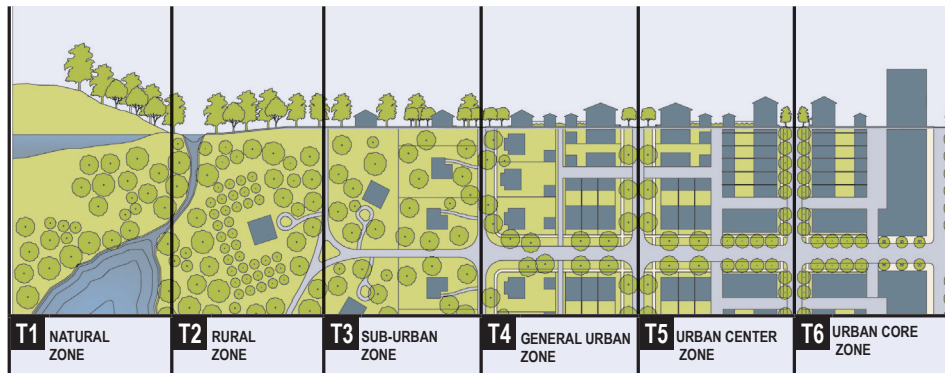 T1 NATURAL
ZONE
T2 RURAL
ZONE
T3 SUB-URBAN
ZONE
T4 GENERAL URBAN
ZONE
T5 URBAN CENTER
ZONE
T6 URBAN CORE
ZONE